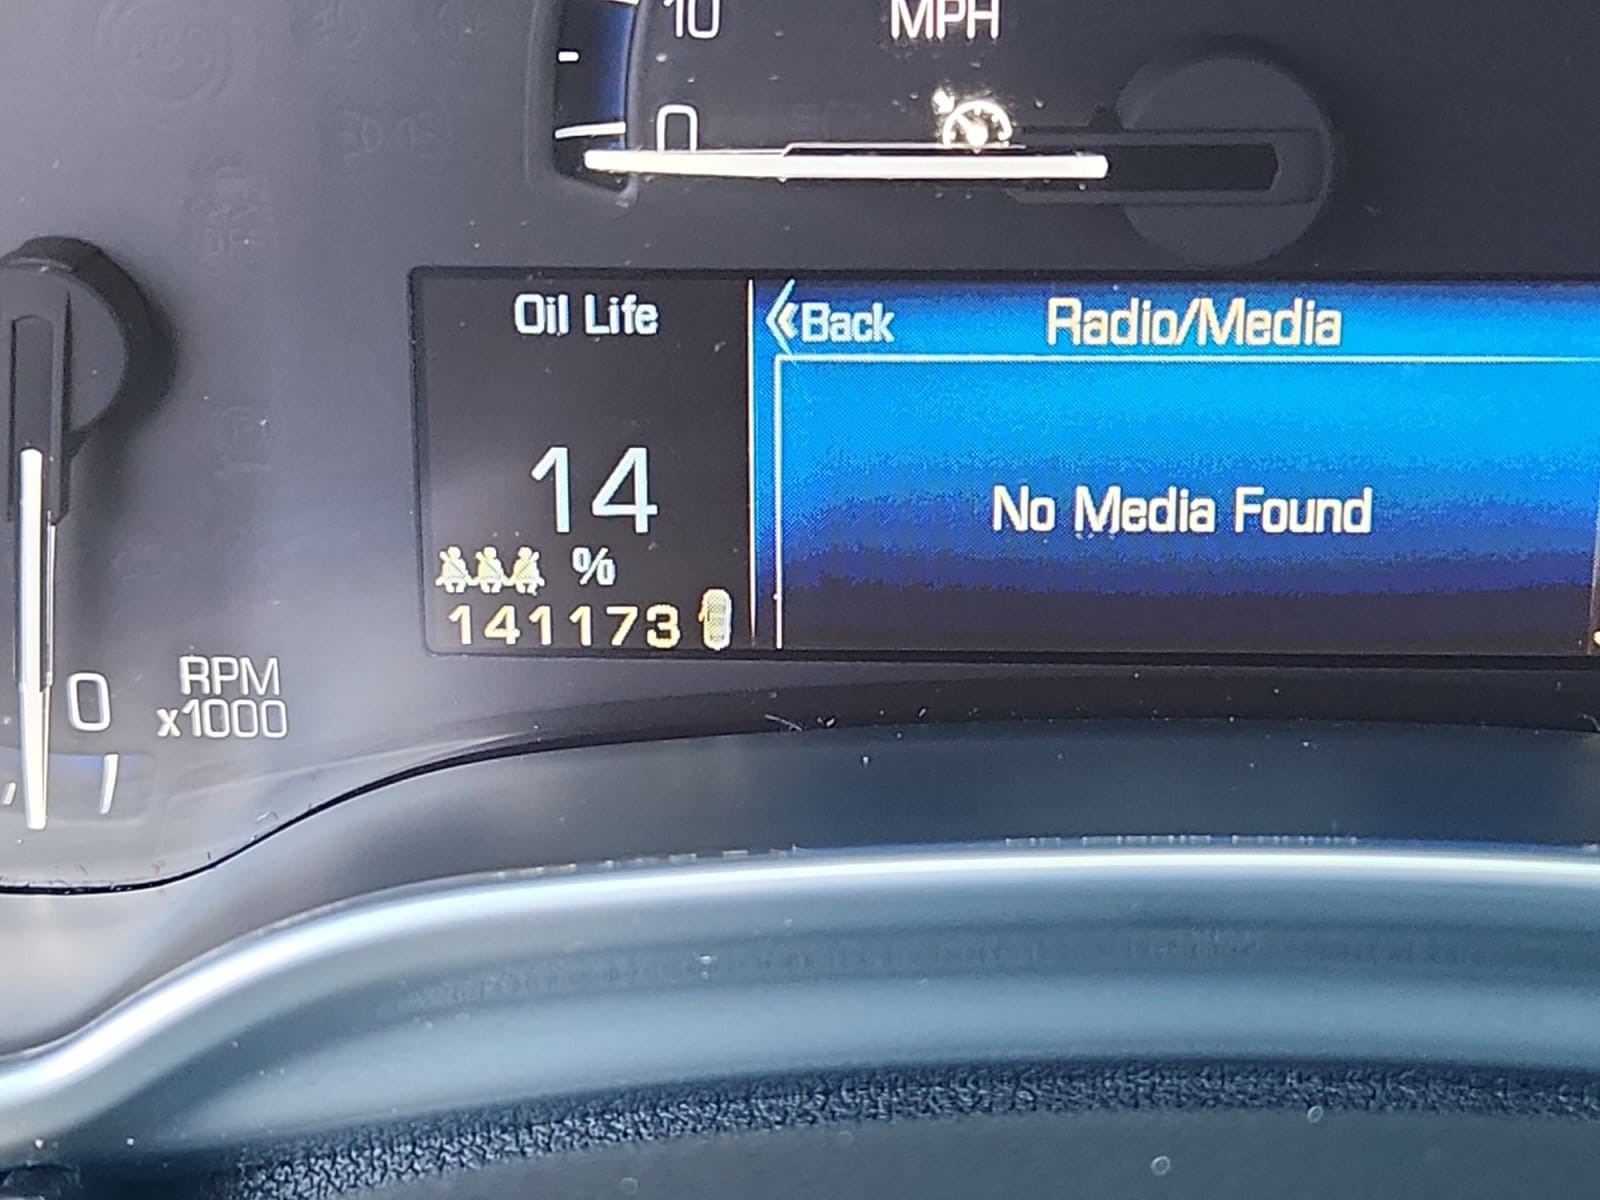 10
MPH
0
Oil Life
Back
Radio/Media
14
No Media Found
%
141173
0
RPM
x1000